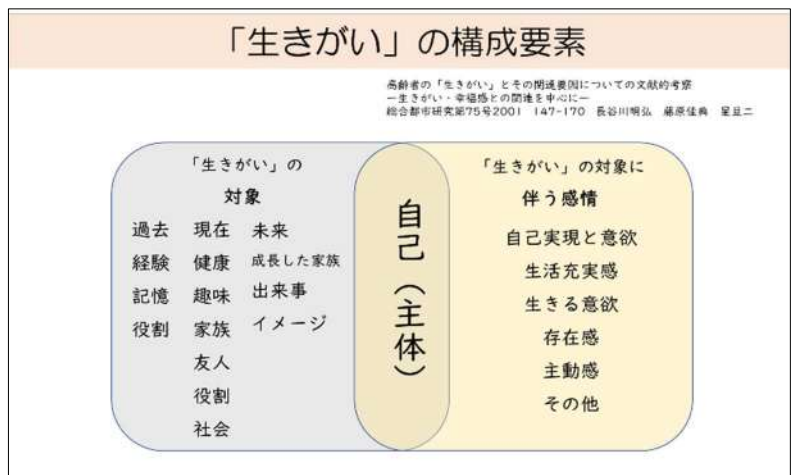 「生きがい」の構成要素
高齢者の「生きがい」とその関連要因についての文献的考察
ー生きがい・幸福感との関連を中心にー
総合都市研究第75号2001 147-170 長谷川明弘 藤原佳典 星旦二
「生きがい」の
対象
過去 現在 未来
経験 健康 成長した家族
記憶 趣味 出来事
役割 家族 イメージ
友人
役割
社会
自己（主体）
「生きがい」の対象に
伴う感情
自己実現と意欲
生活充実感
生きる意欲
存在感
主動感
その他